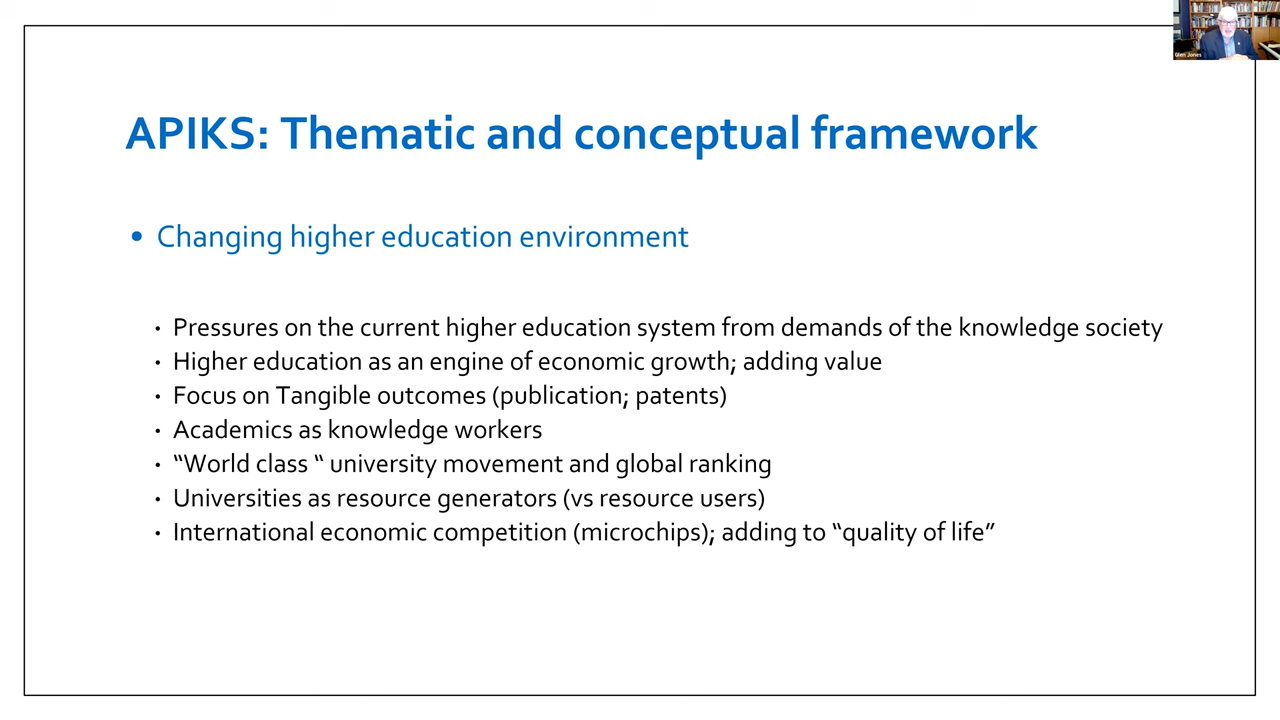 Glen Jones
APIKS: Thematic and conceptual framework
• Changing higher education environment
• Pressures on the current higher education system from demands of the knowledge society
• Higher education as an engine of economic growth; adding value
• Focus on Tangible outcomes (publication; patents)
• Academics as knowledge workers
• “World class “ university movement and global ranking
• Universities as resource generators (vs resource users)
• International economic competition (microchips); adding to “quality of life”